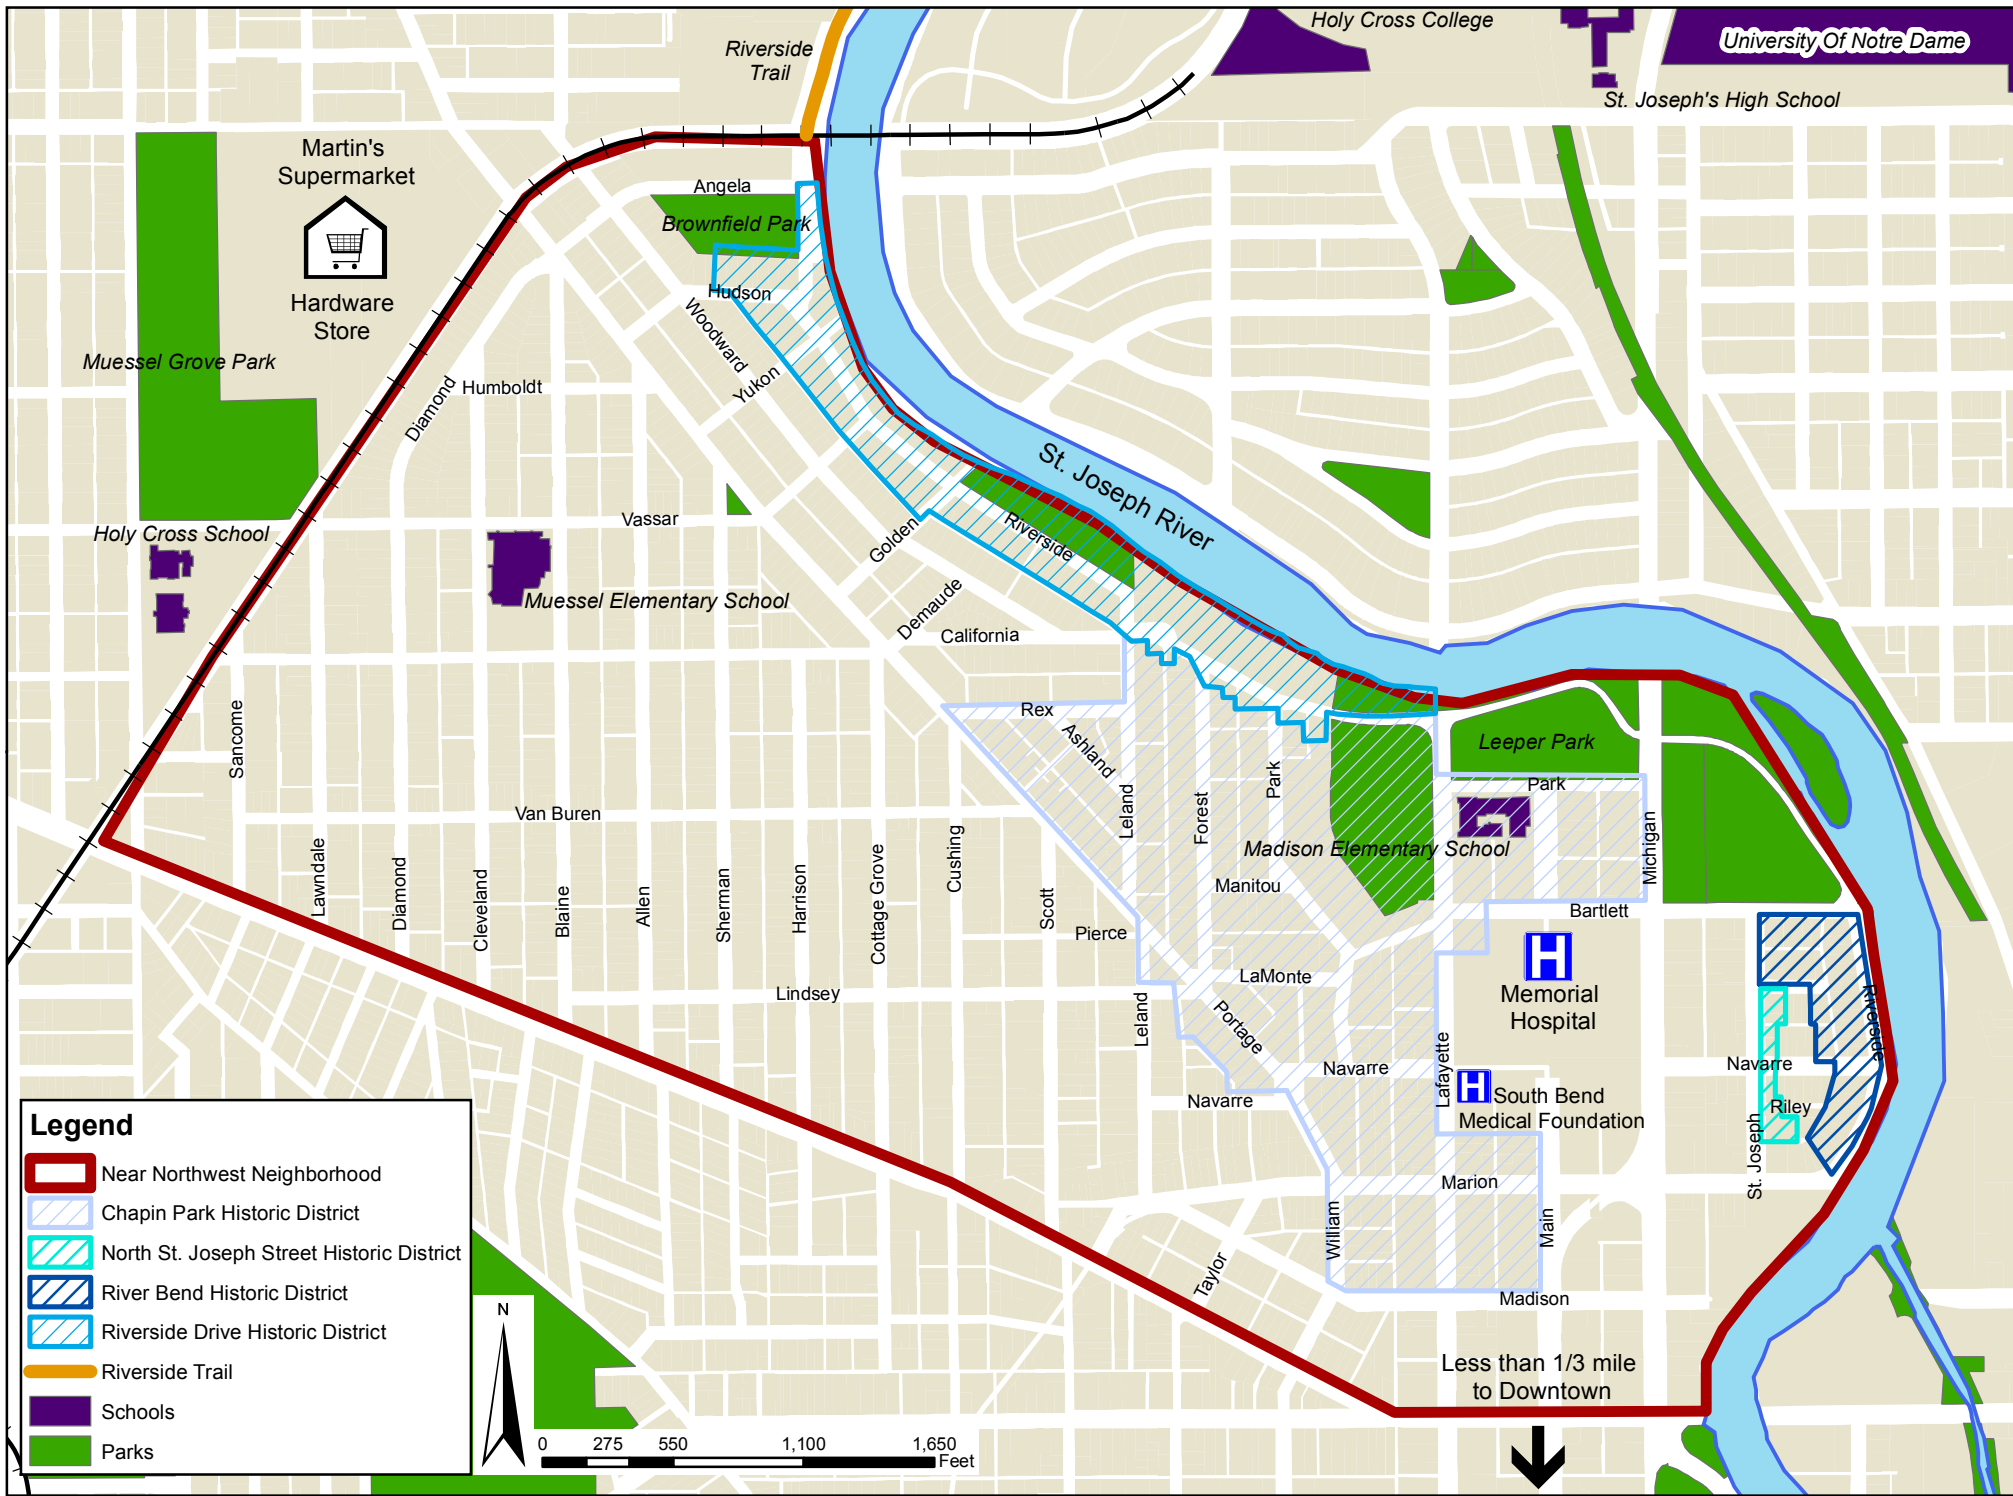 Holy Cross College
University Of Notre Dame
Riverside
Trail
St. Joseph's High School
Martin's
Supermarket
Angela
Brownfield Park
Hudson
Hardware
Store
Woodward
Muessel Grove Park
Yukon
Humboldt
Diamond
St. Joseph River
Vassar
Riverside
Golden
Holy Cross School
Muessel Elementary School
Demaude
California
Rex
Ashland
Sancome
Leeper Park
Park
Park
Van Buren
Leland
Forest
Madison Elementary School
Michigan
Lawndale
Diamond
Cleveland
Blaine
Allen
Sherman
Harrison
Cottage Grove
Cushing
Scott
Manitou
Bartlett
Pierce
LaMonte
Lindsey
Leland
Portage
Memorial
Hospital
Riverside
Navarre
Navarre
Lafayette
Navarre
South Bend
Medical Foundation
Riley
St. Joseph
Marion
William
Main
Taylor
Madison
Less than 1/3 mile
to Downtown
Legend
Near Northwest Neighborhood
Chapin Park Historic District
North St. Joseph Street Historic District
River Bend Historic District
Riverside Drive Historic District
Riverside Trail
Schools
Parks
N
0 275 550 1,100 1,650
Feet